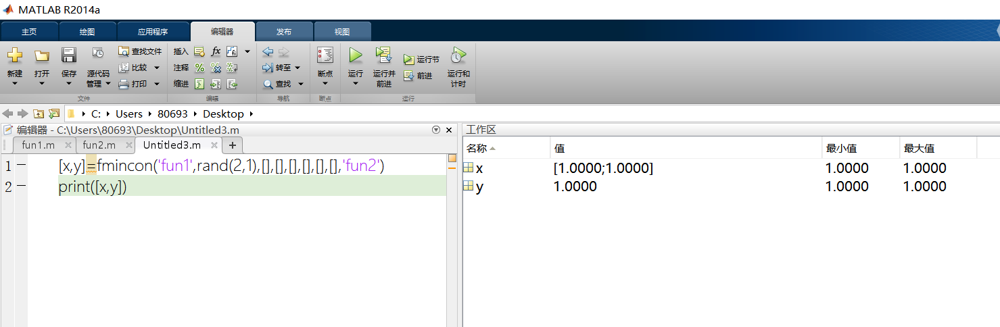 MATLAB R2014a
主页 绘图 应用程序 编辑器 发布 视图
新建 打开 保存 源代码管理 查找文件 比较 打印
文件
插入 fx fi
注释
缩进
编辑
转至
查找
导航
断点
断点
运行 运行并前进 运行节 前进 运行和计时
运行
C: Users 80693 Desktop
编辑器 - C:\Users\80693\Desktop\Untitled3.m
fun1.m fun2.m Untitled3.m
1 [x,y]=fmincon('fun1',rand(2,1),[],[],[],[],[],[],'fun2')
2 print([x,y])
工作区
名称 值 最小值 最大值
x [1.0000;1.0000] 1.0000 1.0000
y 1.0000 1.0000 1.0000